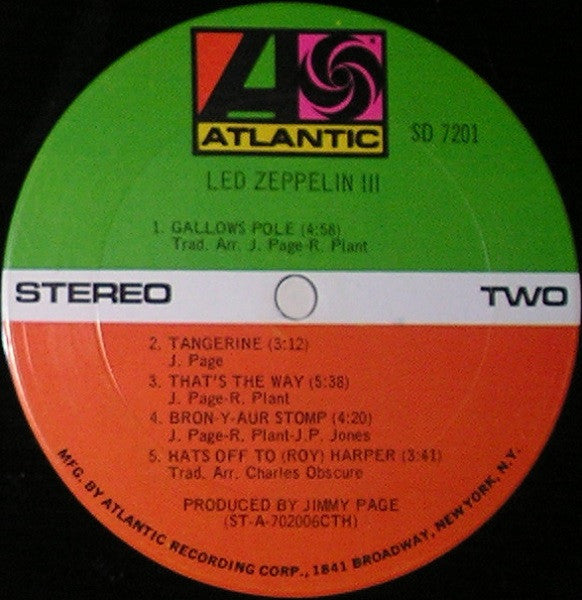 ATLANTIC
SD 7201
LED ZEPPELIN III
1. GALLOWS POLE (4:58)
Trad. Arr. J. Page-R. Plant
STEREO
TWO
2. TANGERINE (3:12)
J. Page
3. THAT'S THE WAY (5:38)
J. Page-R. Plant
4. BRON-Y-AUR STOMP (4:20)
J. Page-R. Plant-J.P. Jones
5. HATS OFF TO (ROY) HARPER (3:41)
Trad. Arr. Charles Obscure
PRODUCED BY JIMMY PAGE
(ST-A-702006CTH)
MFG. BY ATLANTIC RECORDING CORP., 1841 BROADWAY, NEW YORK, N.Y.